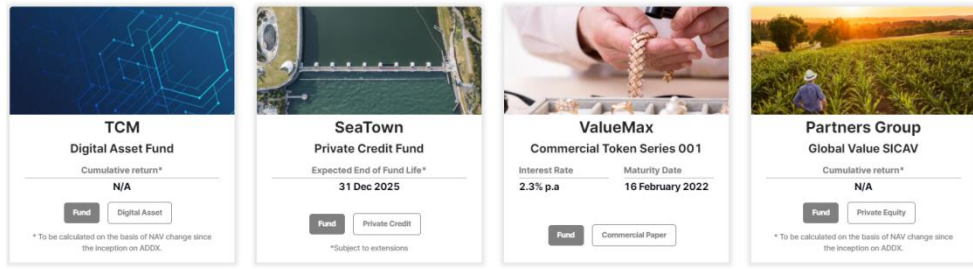 TCM
Digital Asset Fund
Cumulative return*
N/A
Fund
Digital Asset
* To be calculated on the basis of NAV change since
the inception on ADDX.
SeaTown
Private Credit Fund
Expected End of Fund Life*
31 Dec 2025
Fund
Private Credit
*Subject to extensions
ValueMax
Commercial Token Series 001
Interest Rate Maturity Date
2.3% p.a 16 February 2022
Fund
Commercial Paper
Partners Group
Global Value SICAV
Cumulative return*
N/A
Fund
Private Equity
* To be calculated on the basis of NAV change since
the inception on ADDX.